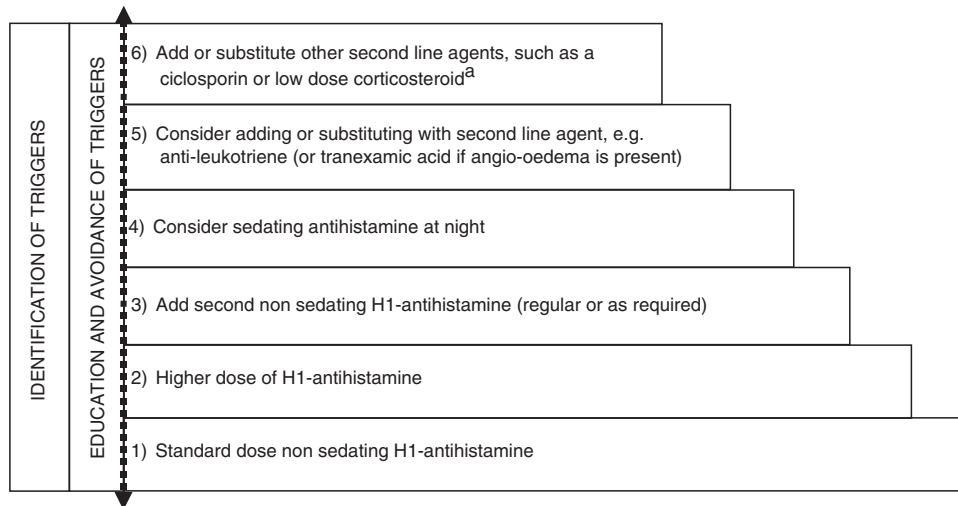 IDENTIFICATION OF TRIGGERS
EDUCATION AND AVOIDANCE OF TRIGGERS
6) Add or substitute other second line agents, such as a
ciclosporin or low dose corticosteroidᵃ
5) Consider adding or substituting with second line agent, e.g.
anti-leukotriene (or tranexamic acid if angio-oedema is present)
4) Consider sedating antihistamine at night
3) Add second non sedating H1-antihistamine (regular or as required)
2) Higher dose of H1-antihistamine
1) Standard dose non sedating H1-antihistamine